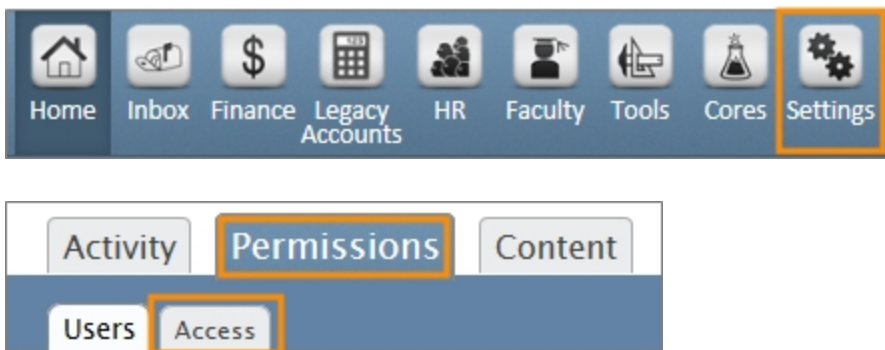 Home Inbox Finance Legacy Accounts HR Faculty Tools Cores Settings
Activity Permissions Content
Users Access